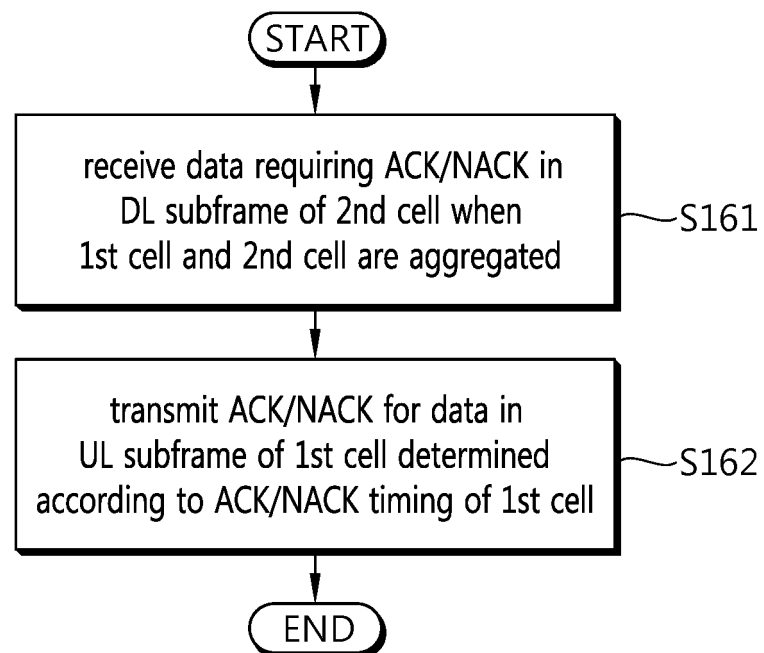 START
receive data requiring ACK/NACK in
DL subframe of 2nd cell when
1st cell and 2nd cell are aggregated
S161
transmit ACK/NACK for data in
UL subframe of 1st cell determined
according to ACK/NACK timing of 1st cell
S162
END